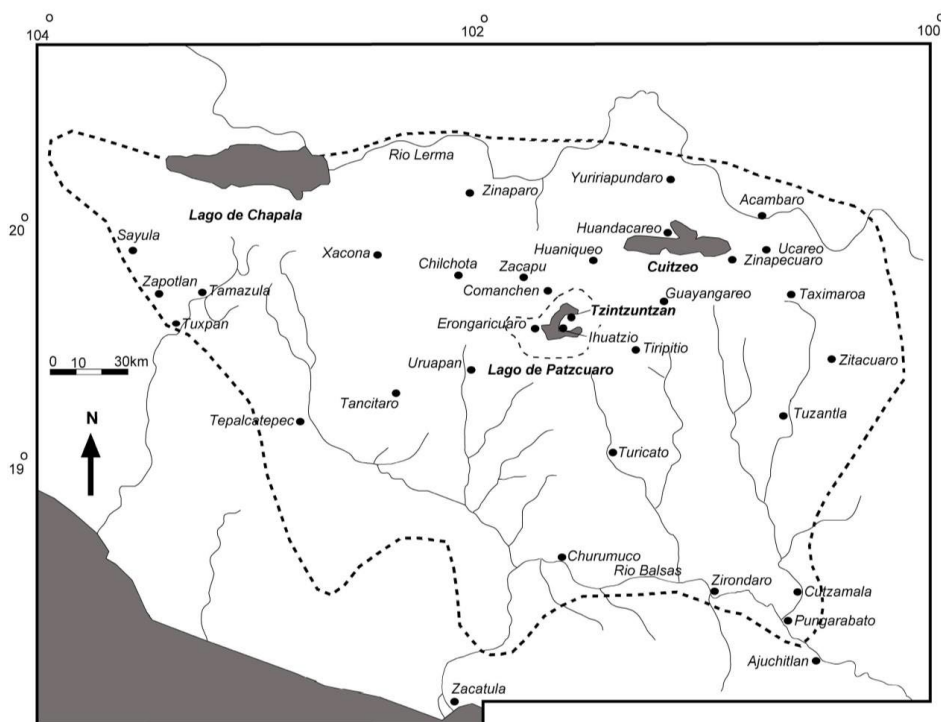 104°
102°
100°
Rio Lerma
Zinaparo
Yuririapundaro
Acambaro
Lago de Chapala
20°
Sayula
Huandacareo
Xacona
Huaniqueo
Ucareo
Chilchota
Zacapu
Cuitzeo
Zinapecuaro
Zapotlan
Tamazula
Comanchen
Guayangareo
Taximaroa
Tzintzuntzan
Tuxpan
Erongaricuaro
Ihuatzio
Tiripitio
0 10 30km
Uruapan
Lago de Patzcuaro
Zitacuaro
Tancitaro
N
Tepalcatepec
Tuzantla
19°
Turicato
Churumuco
Rio Balsas
Zirondaro
Cutzamala
Pungarabato
Ajuchitlan
Zacatula